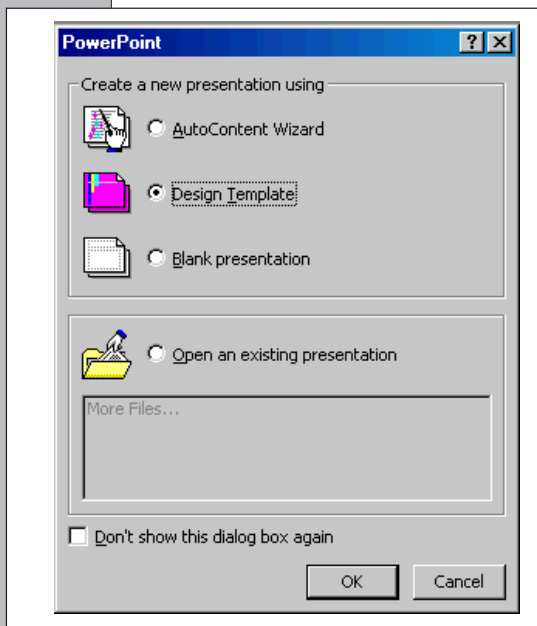 PowerPoint
Create a new presentation using
AutoContent Wizard
Design Template
Blank presentation
Open an existing presentation
More Files...
Don't show this dialog box again
OK Cancel